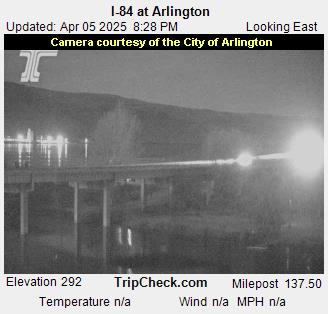 I-84 at Arlington
Updated: Apr 05 2025 8:28 PM Looking East
Camera courtesy of the City of Arlington
Elevation 292 TripCheck.com Milepost 137.50
Temperature n/a Wind n/a MPH n/a